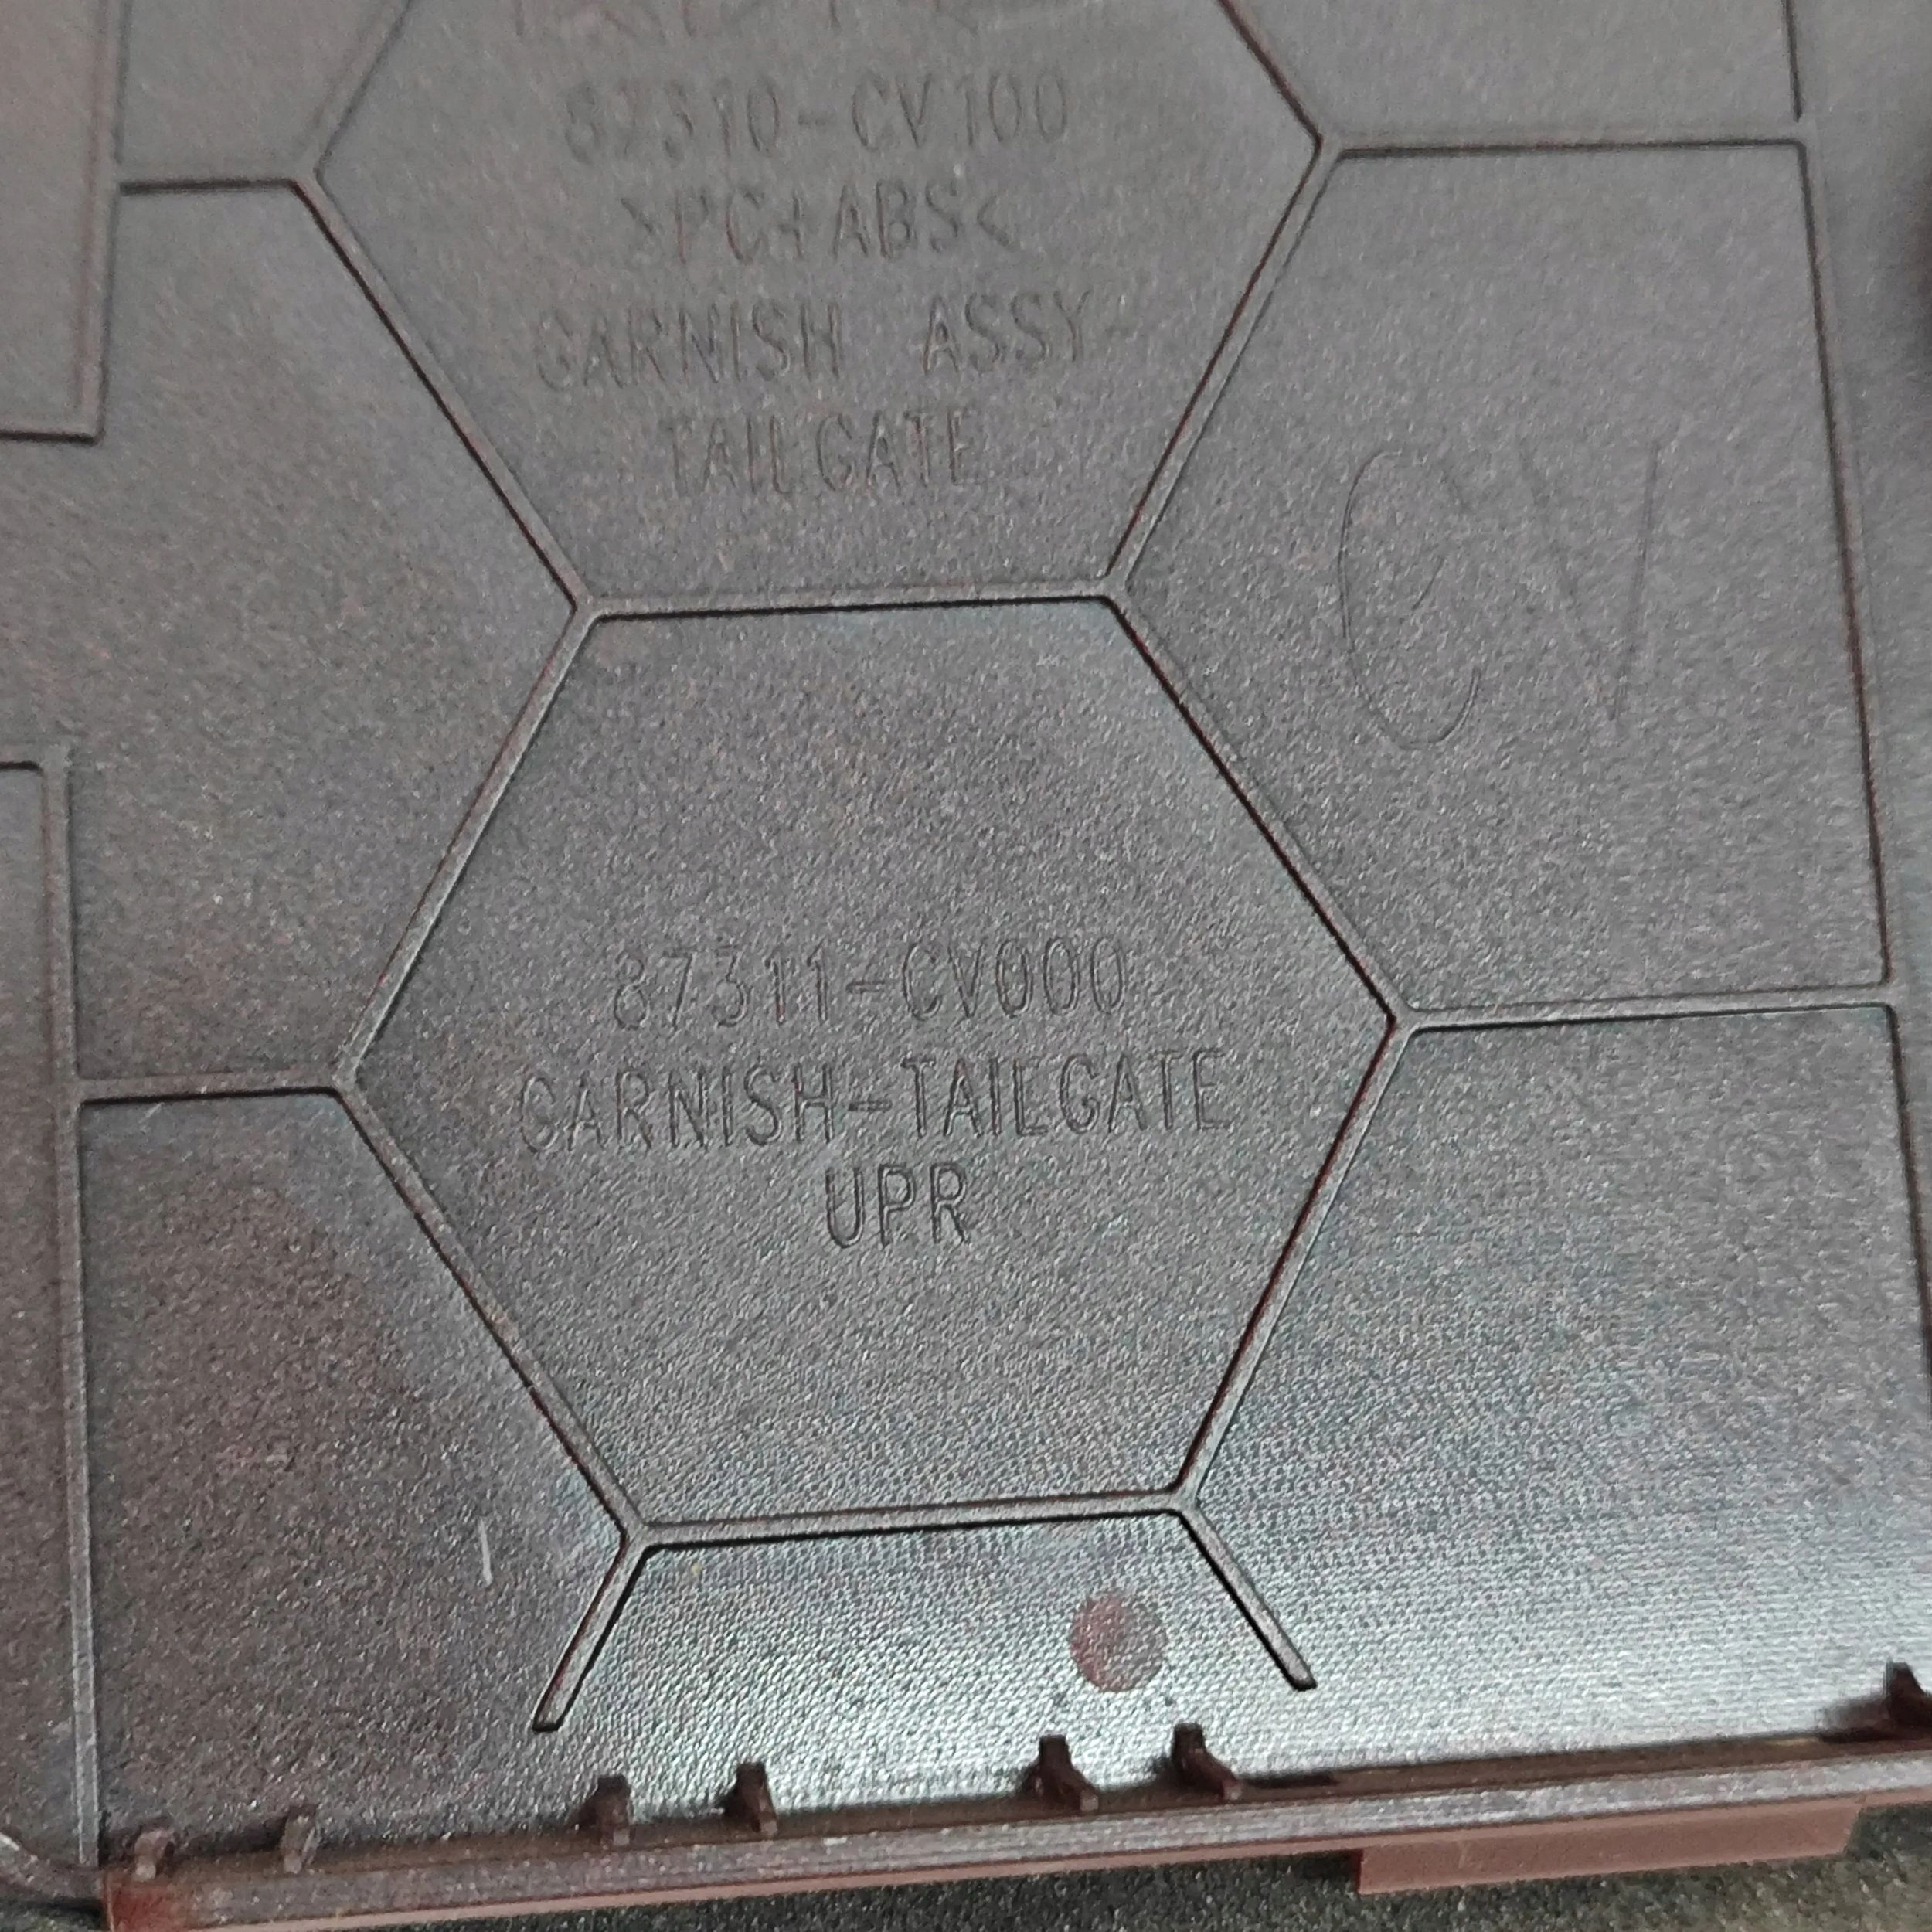 87310-CV100
>PC+ABS<
GARNISH ASSY-
TAILGATE
CV
87311-CV000
GARNISH-TAILGATE
UPR